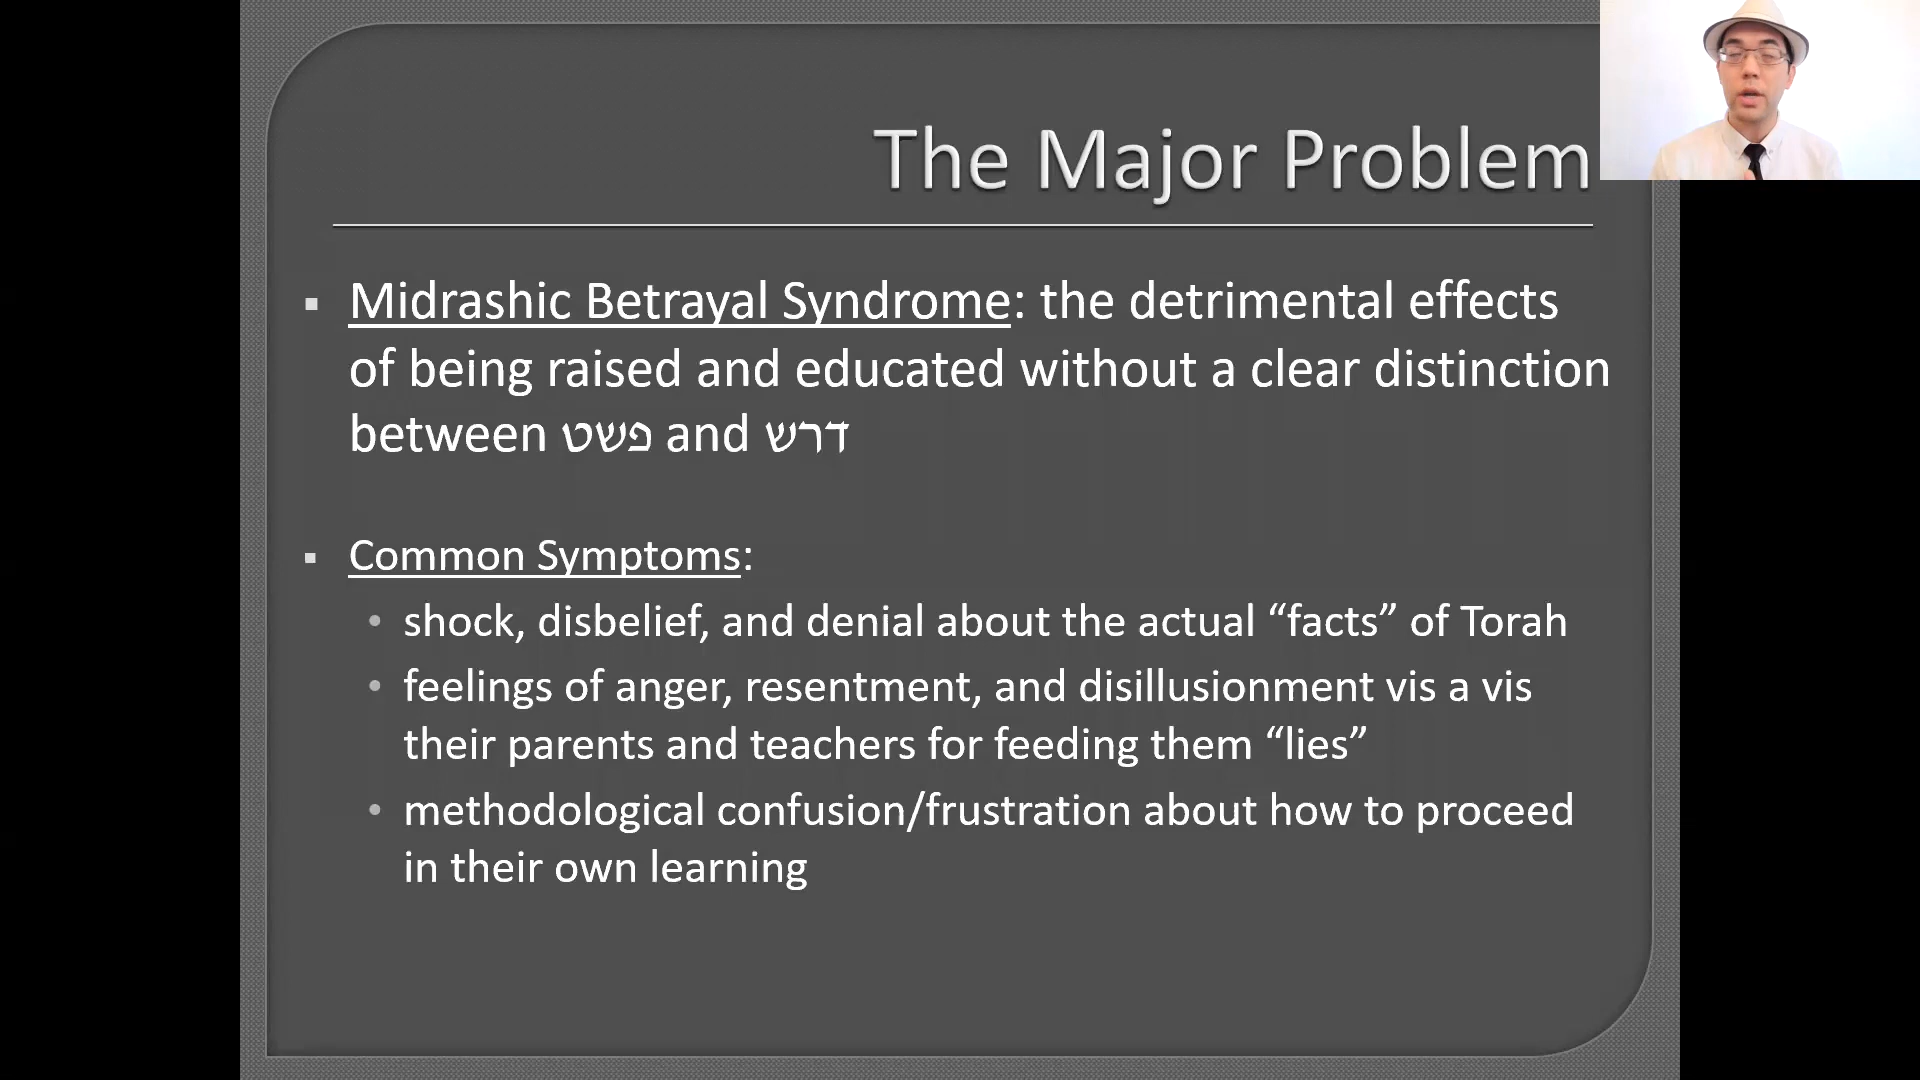 The Major Problem
Midrashic Betrayal Syndrome: the detrimental effects
of being raised and educated without a clear distinction
between פשט and דרש
Common Symptoms:
shock, disbelief, and denial about the actual “facts” of Torah
feelings of anger, resentment, and disillusionment vis a vis
their parents and teachers for feeding them “lies”
methodological confusion/frustration about how to proceed
in their own learning